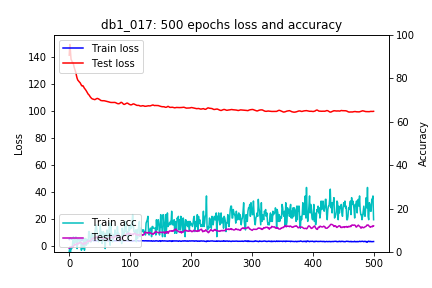 db1_017: 500 epochs loss and accuracy
Train loss
Test loss
Train acc
Test acc
Loss
Accuracy
140
120
100
80
60
40
20
0
100
80
60
40
20
0
0
100
200
300
400
500